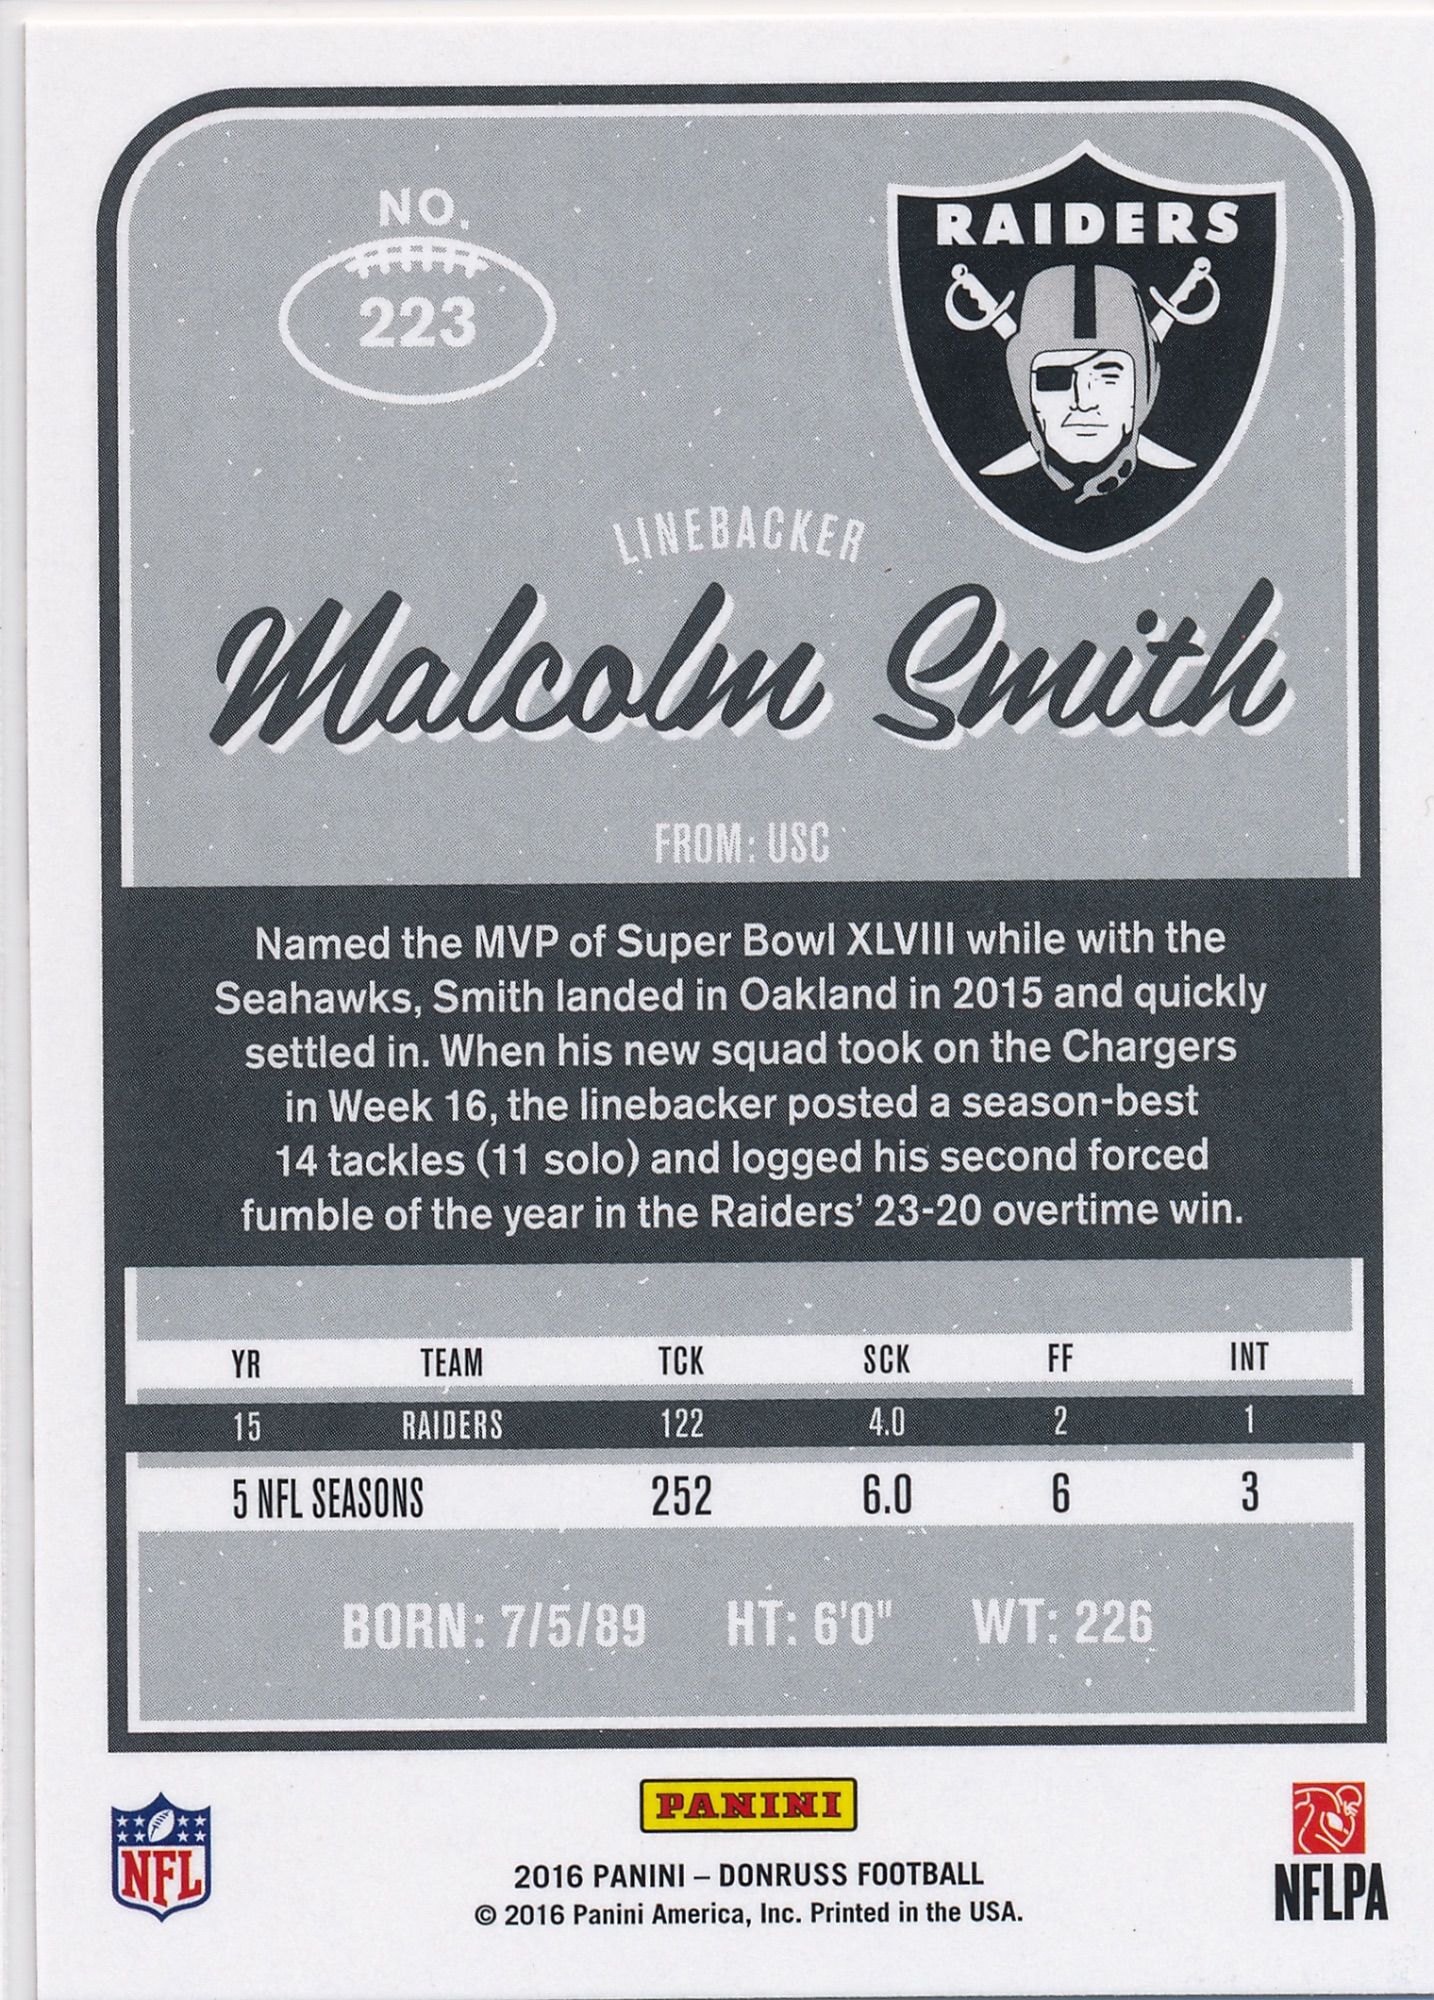 NO.
223
RAIDERS
LINEBACKER
Malcolm Smith
FROM: USC
Named the MVP of Super Bowl XLVIII while with the
Seahawks, Smith landed in Oakland in 2015 and quickly
settled in. When his new squad took on the Chargers
in Week 16, the linebacker posted a season-best
14 tackles (11 solo) and logged his second forced
fumble of the year in the Raiders' 23-20 overtime win.
YR TEAM TCK SCK FF INT
15 RAIDERS 122 4.0 2 1
5 NFL SEASONS 252 6.0 6 3
BORN: 7/5/89 HT: 6'0" WT: 226
NFL
PANINI
2016 PANINI – DONRUSS FOOTBALL
© 2016 Panini America, Inc. Printed in the USA.
NFLPA